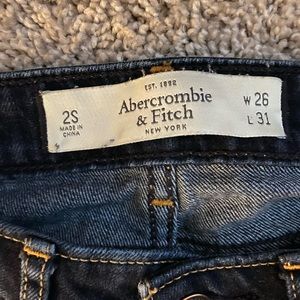 EST. 1892
Abercrombie
& Fitch
NEW YORK
2S
MADE IN
CHINA
W 26
L 31